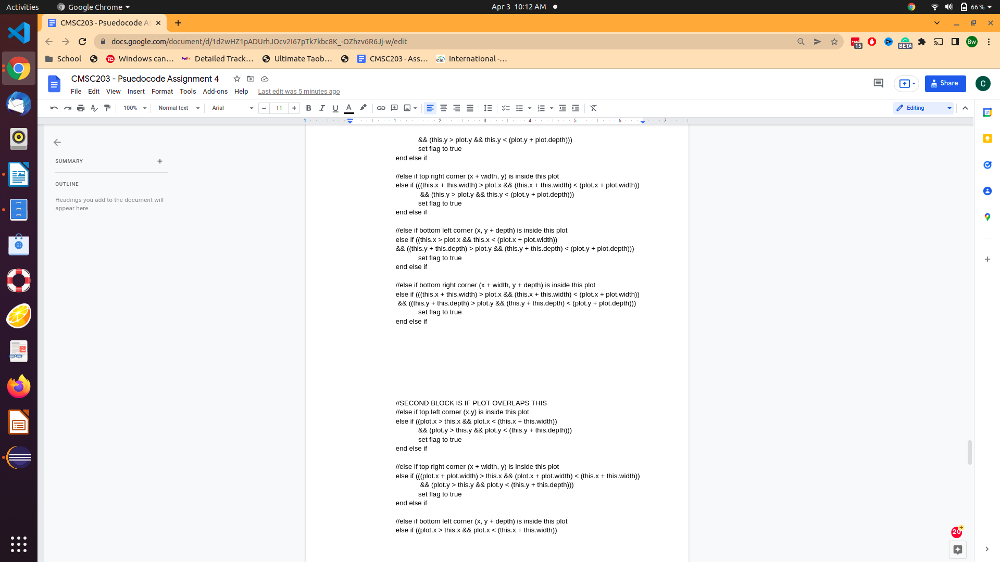 Activities
Google Chrome
Apr 3 10:12 AM
66 %
CMSC203 - Psuedocode As
docs.google.com/document/d/1d2wHZ1pADUrhJOcv2I67pTk7kbc8K_-OZhzv6R6Jj-w/edit
15
BETA
Bw
School
Windows can…
Detailed Track…
Ultimate Taob…
CMSC203 - Ass…
International -…
CMSC203 - Psuedocode Assignment 4
Share
C
File Edit View Insert Format Tools Add-ons Help Last edit was 5 minutes ago
100% Normal text Arial 11 Editing
1 1 2 3 4 5 6 7
31
SUMMARY
OUTLINE
Headings you add to the document will
appear here.
&& (this.y > plot.y && this.y < (plot.y + plot.depth)))
set flag to true
end else if
//else if top right corner (x + width, y) is inside this plot
else if (((this.x + this.width) > plot.x && (this.x + this.width) < (plot.x + plot.width))
&& (this.y > plot.y && this.y < (plot.y + plot.depth)))
set flag to true
end else if
//else if bottom left corner (x, y + depth) is inside this plot
else if ((this.x > plot.x && this.x < (plot.x + plot.width))
&& ((this.y + this.depth) > plot.y && (this.y + this.depth) < (plot.y + plot.depth)))
set flag to true
end else if
//else if bottom right corner (x + width, y + depth) is inside this plot
else if (((this.x + this.width) > plot.x && (this.x + this.width) < (plot.x + plot.width))
&& ((this.y + this.depth) > plot.y && (this.y + this.depth) < (plot.y + plot.depth)))
set flag to true
end else if
//SECOND BLOCK IS IF PLOT OVERLAPS THIS
//else if top left corner (x,y) is inside this plot
else if ((plot.x > this.x && plot.x < (this.x + this.width))
&& (plot.y > this.y && plot.y < (this.y + this.depth)))
set flag to true
end else if
//else if top right corner (x + width, y) is inside this plot
else if (((plot.x + plot.width) > this.x && (plot.x + plot.width) < (this.x + this.width))
&& (plot.y > this.y && plot.y < (this.y + this.depth)))
set flag to true
end else if
//else if bottom left corner (x, y + depth) is inside this plot
else if ((plot.x > this.x && plot.x < (this.x + this.width))
20